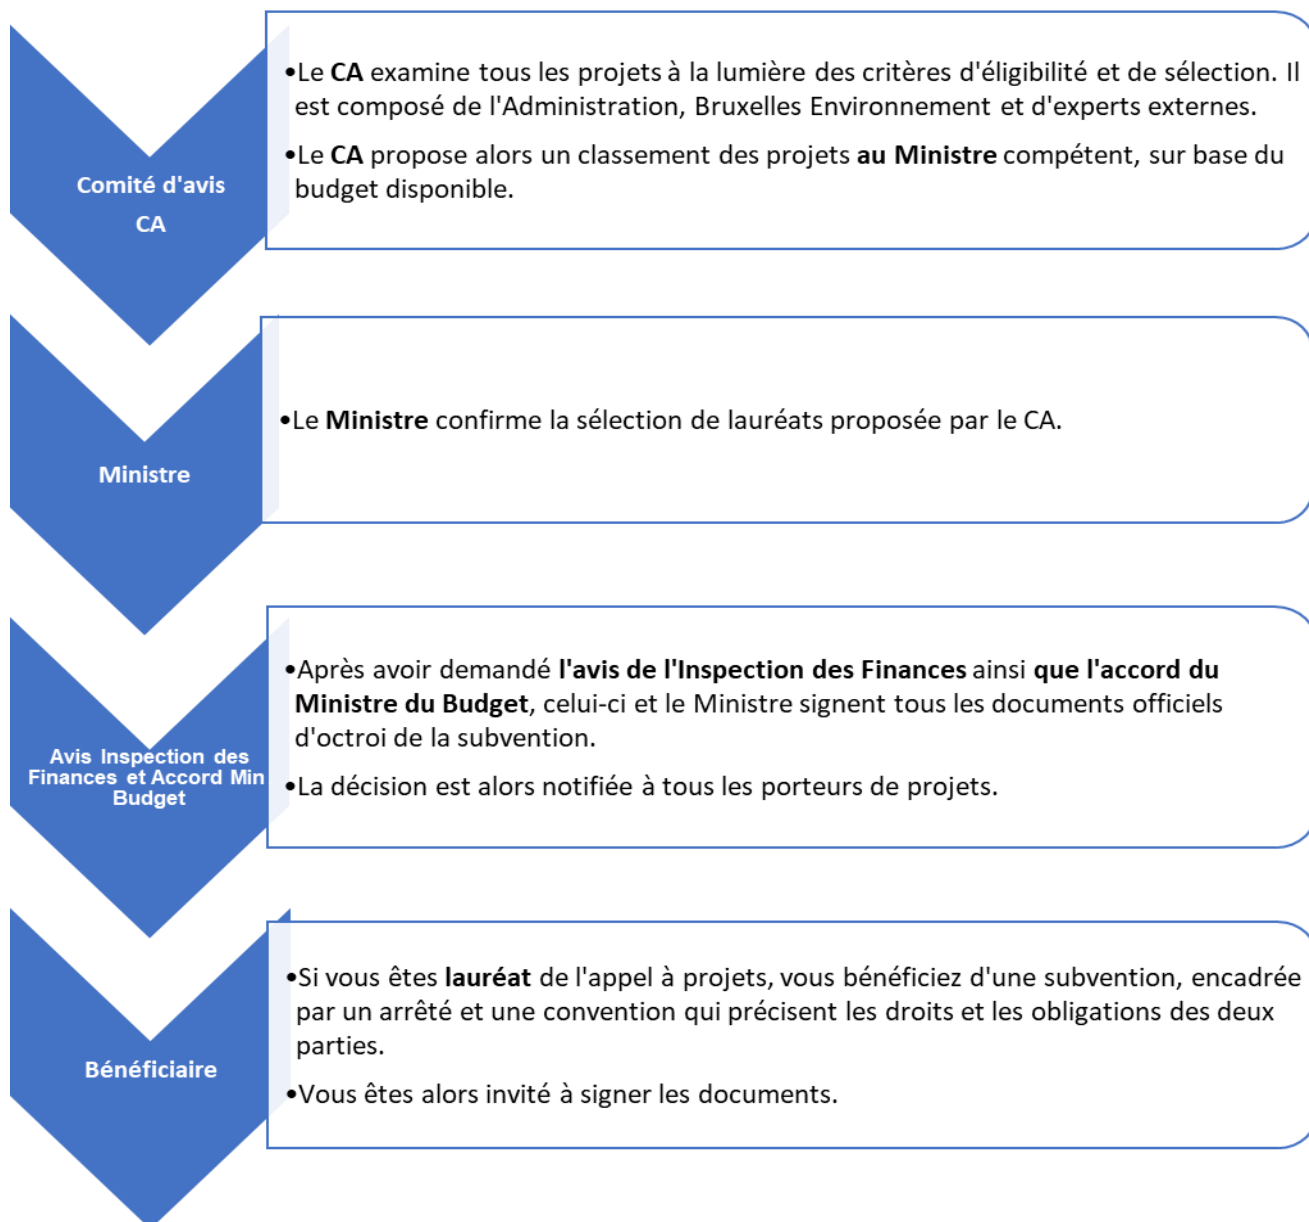 Comité d'avis
CA
•Le CA examine tous les projets à la lumière des critères d'éligibilité et de sélection. Il
est composé de l'Administration, Bruxelles Environnement et d'experts externes.
•Le CA propose alors un classement des projets au Ministre compétent, sur base du
budget disponible.
Ministre
•Le Ministre confirme la sélection de lauréats proposée par le CA.
Avis Inspection des
Finances et Accord Min
Budget
•Après avoir demandé l'avis de l'Inspection des Finances ainsi que l'accord du
Ministre du Budget, celui-ci et le Ministre signent tous les documents officiels
d'octroi de la subvention.
•La décision est alors notifiée à tous les porteurs de projets.
Bénéficiaire
•Si vous êtes lauréat de l'appel à projets, vous bénéficiez d'une subvention, encadrée
par un arrêté et une convention qui précisent les droits et les obligations des deux
parties.
•Vous êtes alors invité à signer les documents.